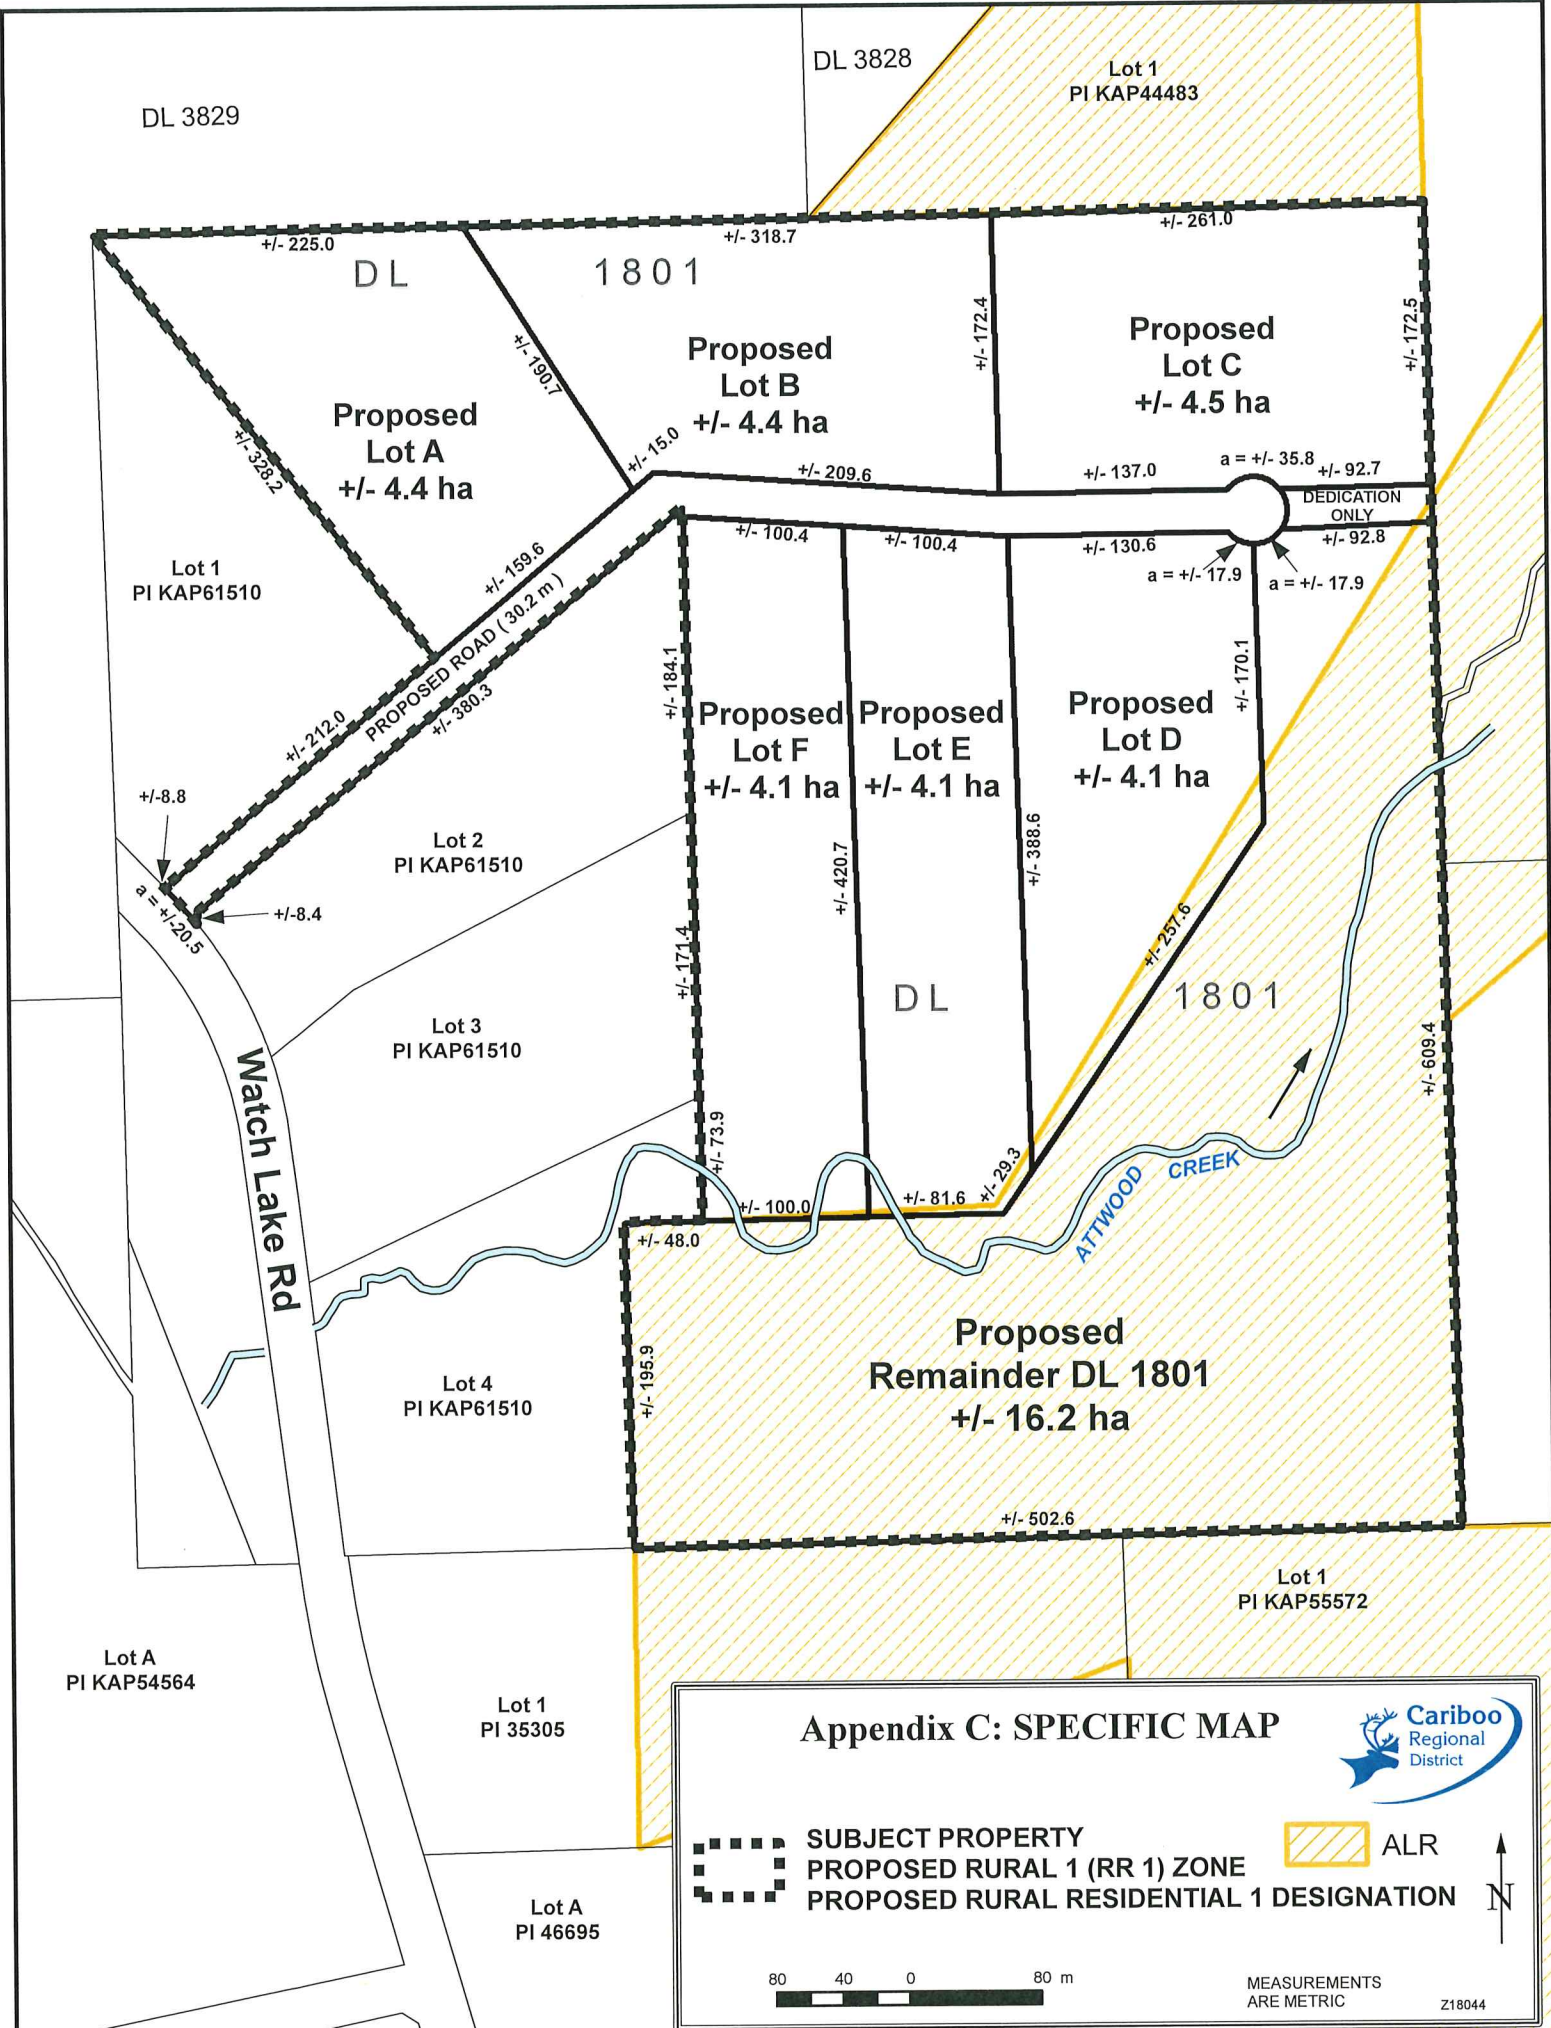 DL 3829
DL 3828
Lot 1
PI KAP44483
+/- 225.0
+/- 318.7
+/- 261.0
DL 1801
+/- 328.2
+/- 190.7
+/- 172.4
+/- 172.5
Proposed
Lot A
+/- 4.4 ha
Proposed
Lot B
+/- 4.4 ha
Proposed
Lot C
+/- 4.5 ha
+/- 15.0
+/- 209.6
+/- 137.0
a = +/- 35.8
+/- 92.7
DEDICATION
ONLY
+/- 92.8
+/- 100.4
+/- 100.4
+/- 130.6
a = +/- 17.9
a = +/- 17.9
Lot 1
PI KAP61510
+/- 159.6
PROPOSED ROAD ( 30.2 m )
+/- 212.0
+/- 380.3
+/- 184.1
+/- 170.1
Proposed
Lot F
+/- 4.1 ha
Proposed
Lot E
+/- 4.1 ha
Proposed
Lot D
+/- 4.1 ha
+/-8.8
a = +/-20.5
+/-8.4
Lot 2
PI KAP61510
+/- 420.7
+/- 388.6
+/- 257.6
+/- 171.4
DL 1801
Lot 3
PI KAP61510
+/- 609.4
Watch Lake Rd
+/- 73.9
+/- 100.0
+/- 81.6
+/- 29.3
+/- 48.0
ATTWOOD CREEK
+/- 195.9
Proposed
Remainder DL 1801
+/- 16.2 ha
Lot 4
PI KAP61510
+/- 502.6
Lot 1
PI KAP55572
Lot A
PI KAP54564
Lot 1
PI 35305
Lot A
PI 46695
Appendix C: SPECIFIC MAP
Cariboo
Regional
District
SUBJECT PROPERTY
PROPOSED RURAL 1 (RR 1) ZONE
PROPOSED RURAL RESIDENTIAL 1 DESIGNATION
ALR
N
80 40 0 80 m
MEASUREMENTS
ARE METRIC
Z18044